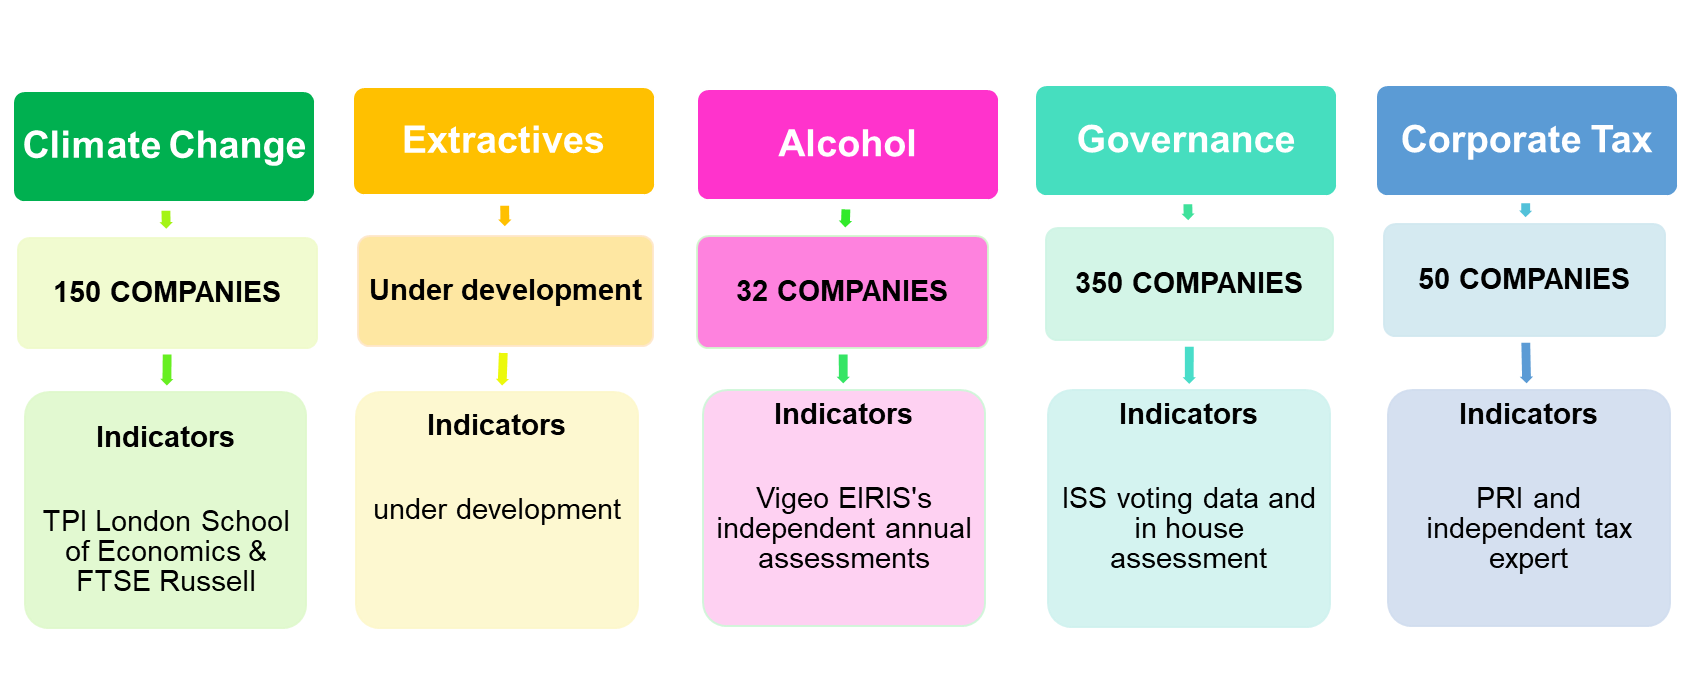 Climate Change
150 COMPANIES
Indicators
TPI London School
of Economics &
FTSE Russell
Extractives
Under development
Indicators
under development
Alcohol
32 COMPANIES
Indicators
Vigeo EIRIS's
independent annual
assessments
Governance
350 COMPANIES
Indicators
ISS voting data and
in house
assessment
Corporate Tax
50 COMPANIES
Indicators
PRI and
independent tax
expert